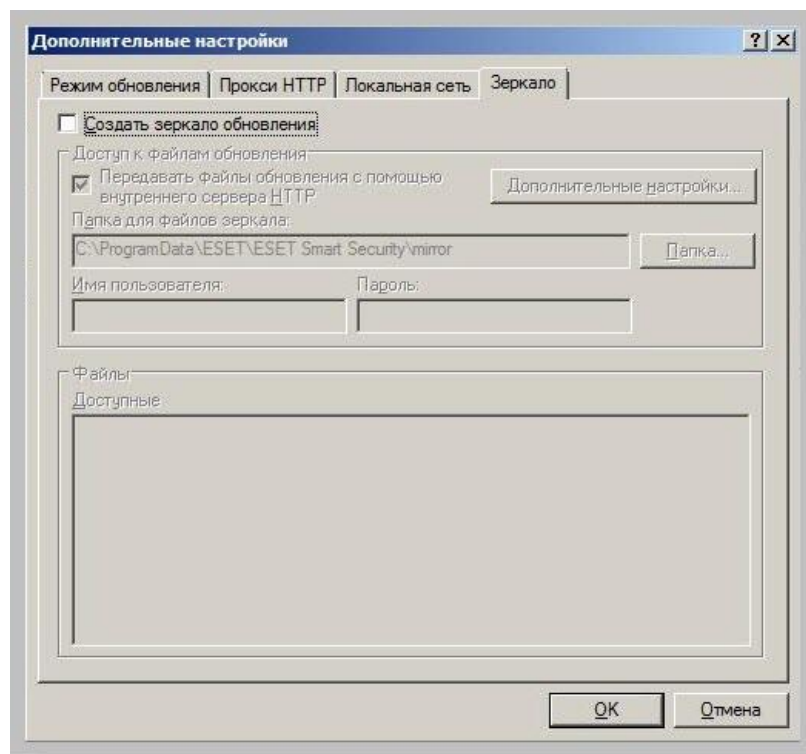 Дополнительные настройки
Режим обновления Прокси HTTP Локальная сеть Зеркало
Создать зеркало обновления
Доступ к файлам обновления
Передавать файлы обновления с помощью
внутреннего сервера HTTP
Дополнительные настройки...
Папка для файлов зеркала:
C:\ProgramData\ESET\ESET Smart Security\mirror
Папка...
Имя пользователя: Пароль:
Файлы
Доступные
OK Отмена